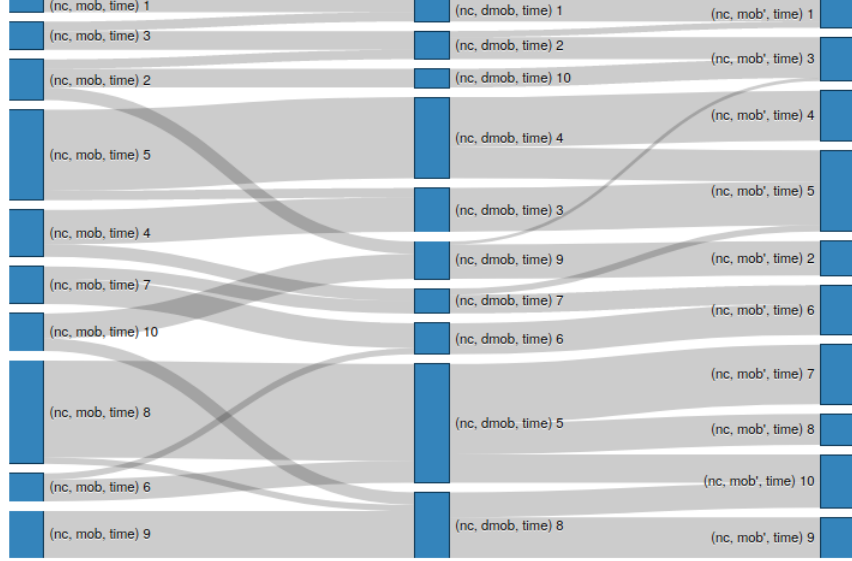 (nc, mob, time) 1
(nc, mob, time) 3
(nc, mob, time) 2
(nc, mob, time) 5
(nc, mob, time) 4
(nc, mob, time) 7
(nc, mob, time) 10
(nc, mob, time) 8
(nc, mob, time) 6
(nc, mob, time) 9
(nc, dmob, time) 1
(nc, dmob, time) 2
(nc, dmob, time) 10
(nc, dmob, time) 4
(nc, dmob, time) 3
(nc, dmob, time) 9
(nc, dmob, time) 7
(nc, dmob, time) 6
(nc, dmob, time) 5
(nc, dmob, time) 8
(nc, mob', time) 1
(nc, mob', time) 3
(nc, mob', time) 4
(nc, mob', time) 5
(nc, mob', time) 2
(nc, mob', time) 6
(nc, mob', time) 7
(nc, mob', time) 8
(nc, mob', time) 10
(nc, mob', time) 9